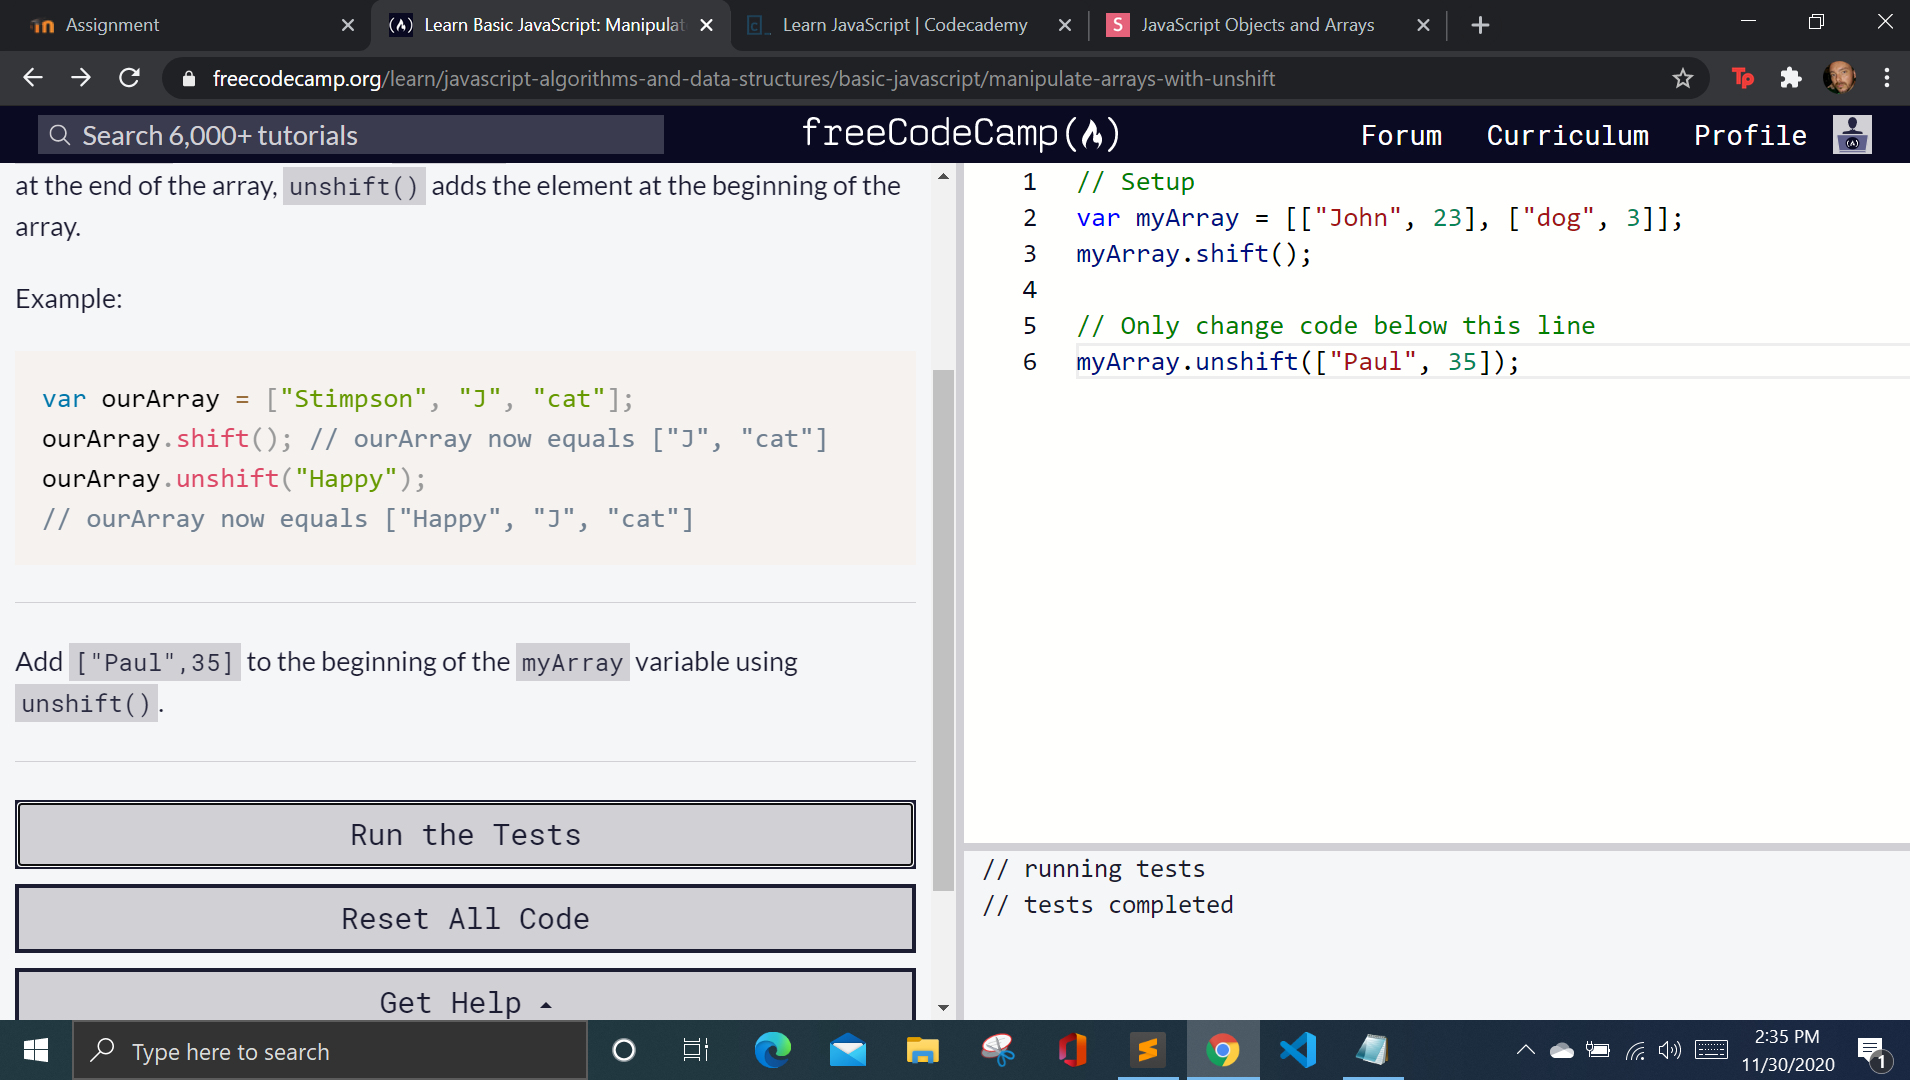 Assignment
Learn Basic JavaScript: Manipulat
Learn JavaScript | Codecademy
S
JavaScript Objects and Arrays
freecodecamp.org/learn/javascript-algorithms-and-data-structures/basic-javascript/manipulate-arrays-with-unshift
Tp
Search 6,000+ tutorials
freeCodeCamp
Forum
Curriculum
Profile
at the end of the array, unshift() adds the element at the beginning of the
array.
Example:
var ourArray = ["Stimpson", "J", "cat"];
ourArray.shift(); // ourArray now equals ["J", "cat"]
ourArray.unshift("Happy");
// ourArray now equals ["Happy", "J", "cat"]
Add ["Paul",35] to the beginning of the myArray variable using
unshift().
Run the Tests
Reset All Code
Get Help
1 // Setup
2 var myArray = [["John", 23], ["dog", 3]];
3 myArray.shift();
4
5 // Only change code below this line
6 myArray.unshift(["Paul", 35]);
// running tests
// tests completed
Type here to search
2:35 PM
11/30/2020
1